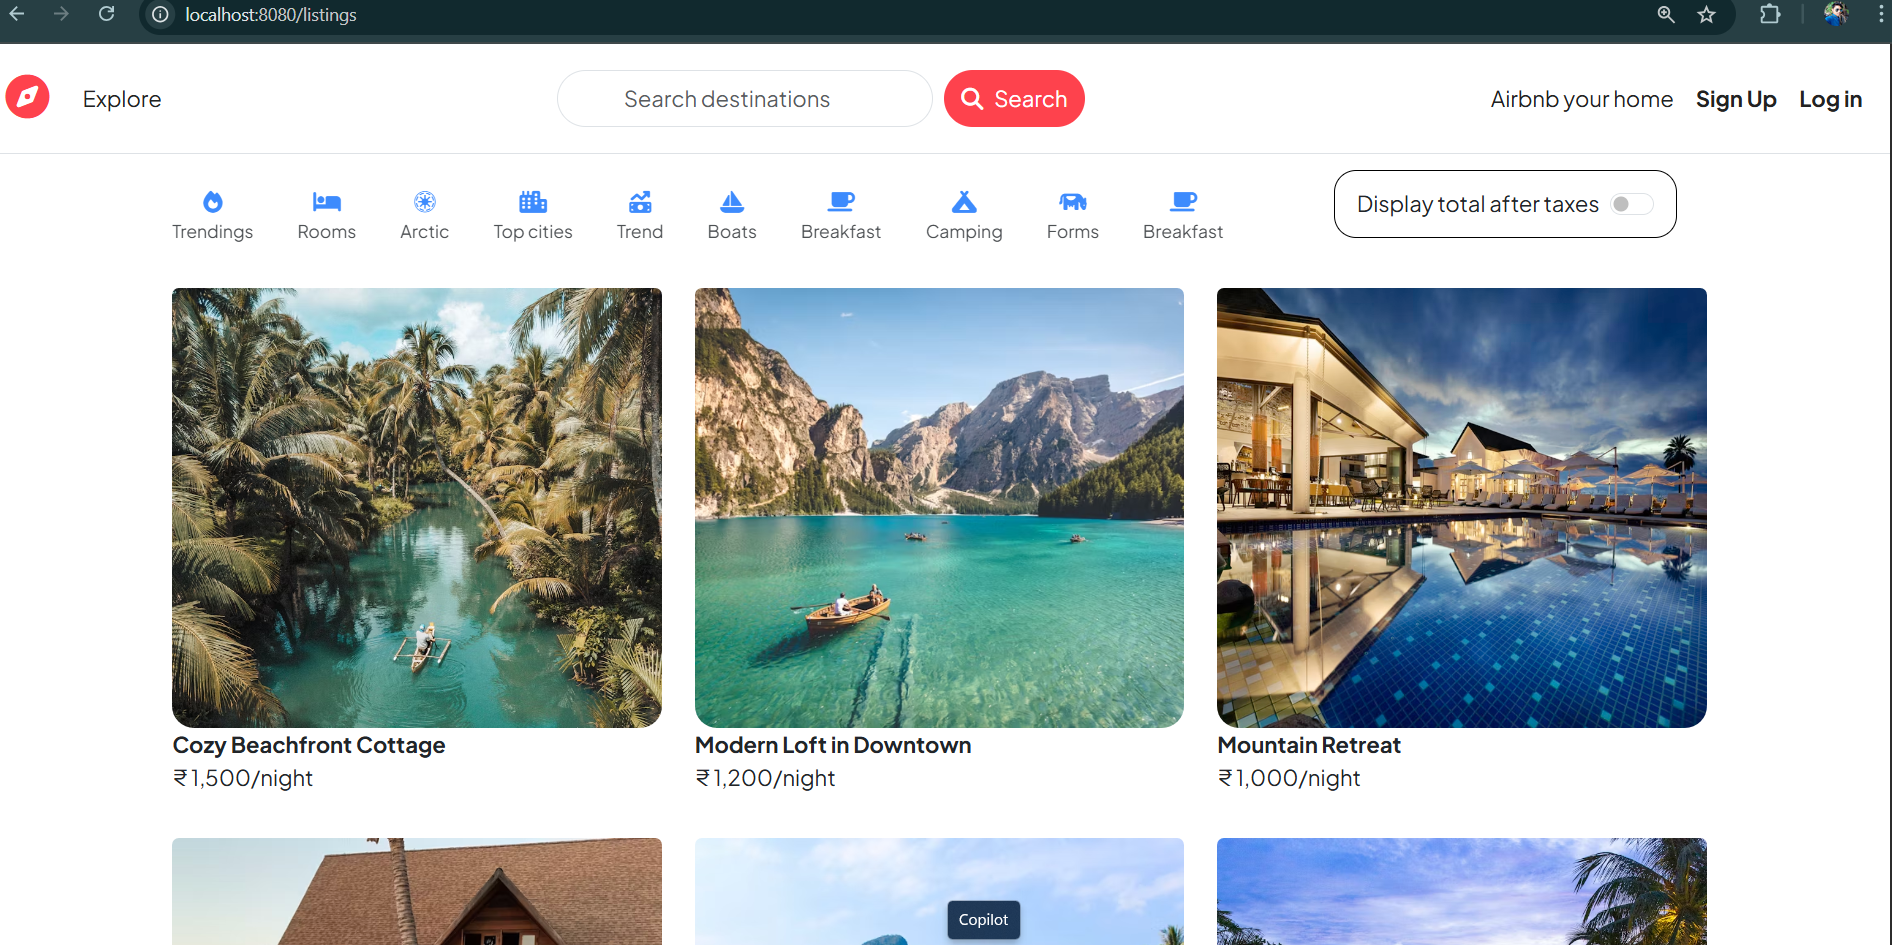 localhost:8080/listings
Explore
Search destinations
Search
Airbnb your home
Sign Up
Log in
Trendings
Rooms
Arctic
Top cities
Trend
Boats
Breakfast
Camping
Forms
Breakfast
Display total after taxes
Cozy Beachfront Cottage
₹1,500/night
Modern Loft in Downtown
₹1,200/night
Mountain Retreat
₹1,000/night
Copilot